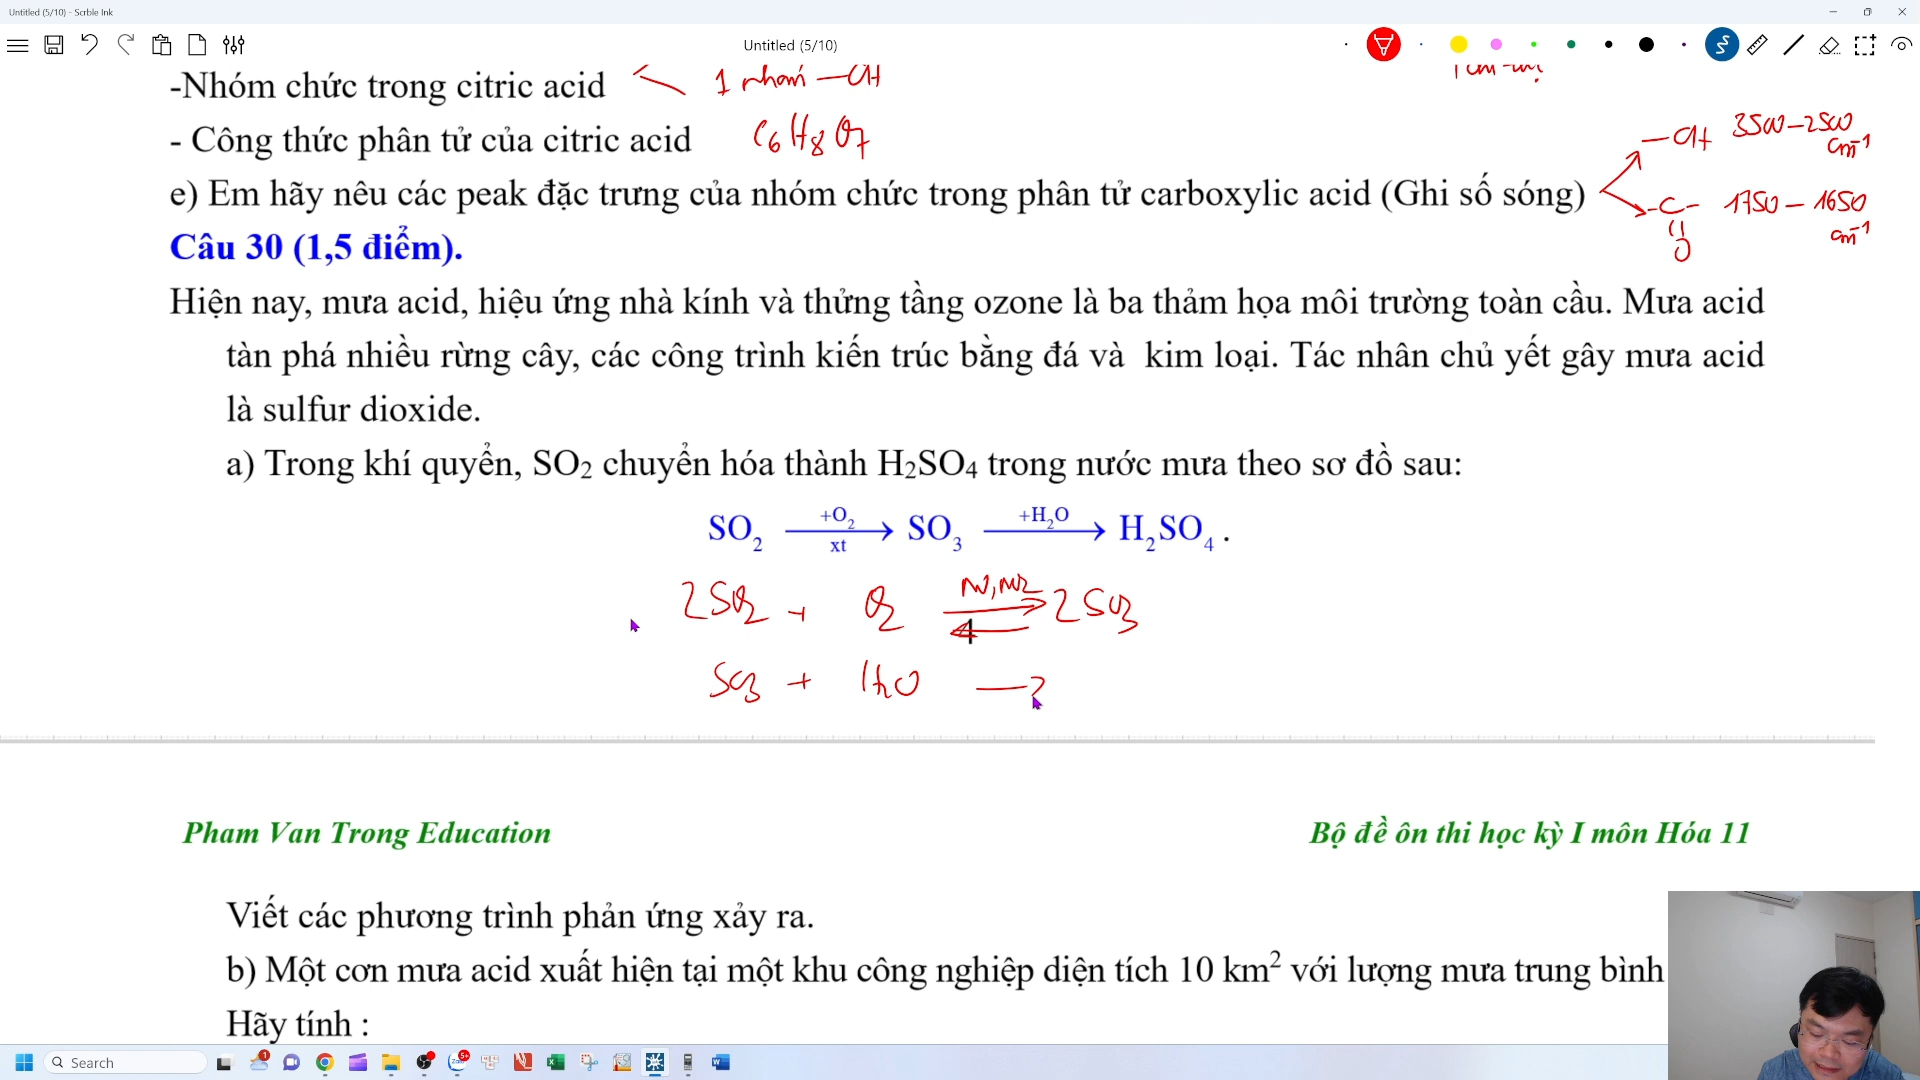 Untitled (5/10) - Scrble Ink
Untitled (5/10)
-Nhóm chức trong citric acid 1 nhóm —OH
- Công thức phân tử của citric acid C6H8O7
—OH 3500-2500 cm-1
e) Em hãy nêu các peak đặc trưng của nhóm chức trong phân tử carboxylic acid (Ghi số sóng)
-C- 1750 - 1650 cm-1
O
Câu 30 (1,5 điểm).
Hiện nay, mưa acid, hiệu ứng nhà kính và thửng tầng ozone là ba thảm họa môi trường toàn cầu. Mưa acid
tàn phá nhiều rừng cây, các công trình kiến trúc bằng đá và kim loại. Tác nhân chủ yết gây mưa acid
là sulfur dioxide.
a) Trong khí quyển, SO2 chuyển hóa thành H2SO4 trong nước mưa theo sơ đồ sau:
SO2 +O2 xt → SO3 +H2O → H2SO4 .
2SO2 + O2 ⇌ 2SO3
SO3 + H2O →
Pham Van Trong Education
Bộ đề ôn thi học kỳ I môn Hóa 11
Viết các phương trình phản ứng xảy ra.
b) Một cơn mưa acid xuất hiện tại một khu công nghiệp diện tích 10 km2 với lượng mưa trung bình
Hãy tính :
Search